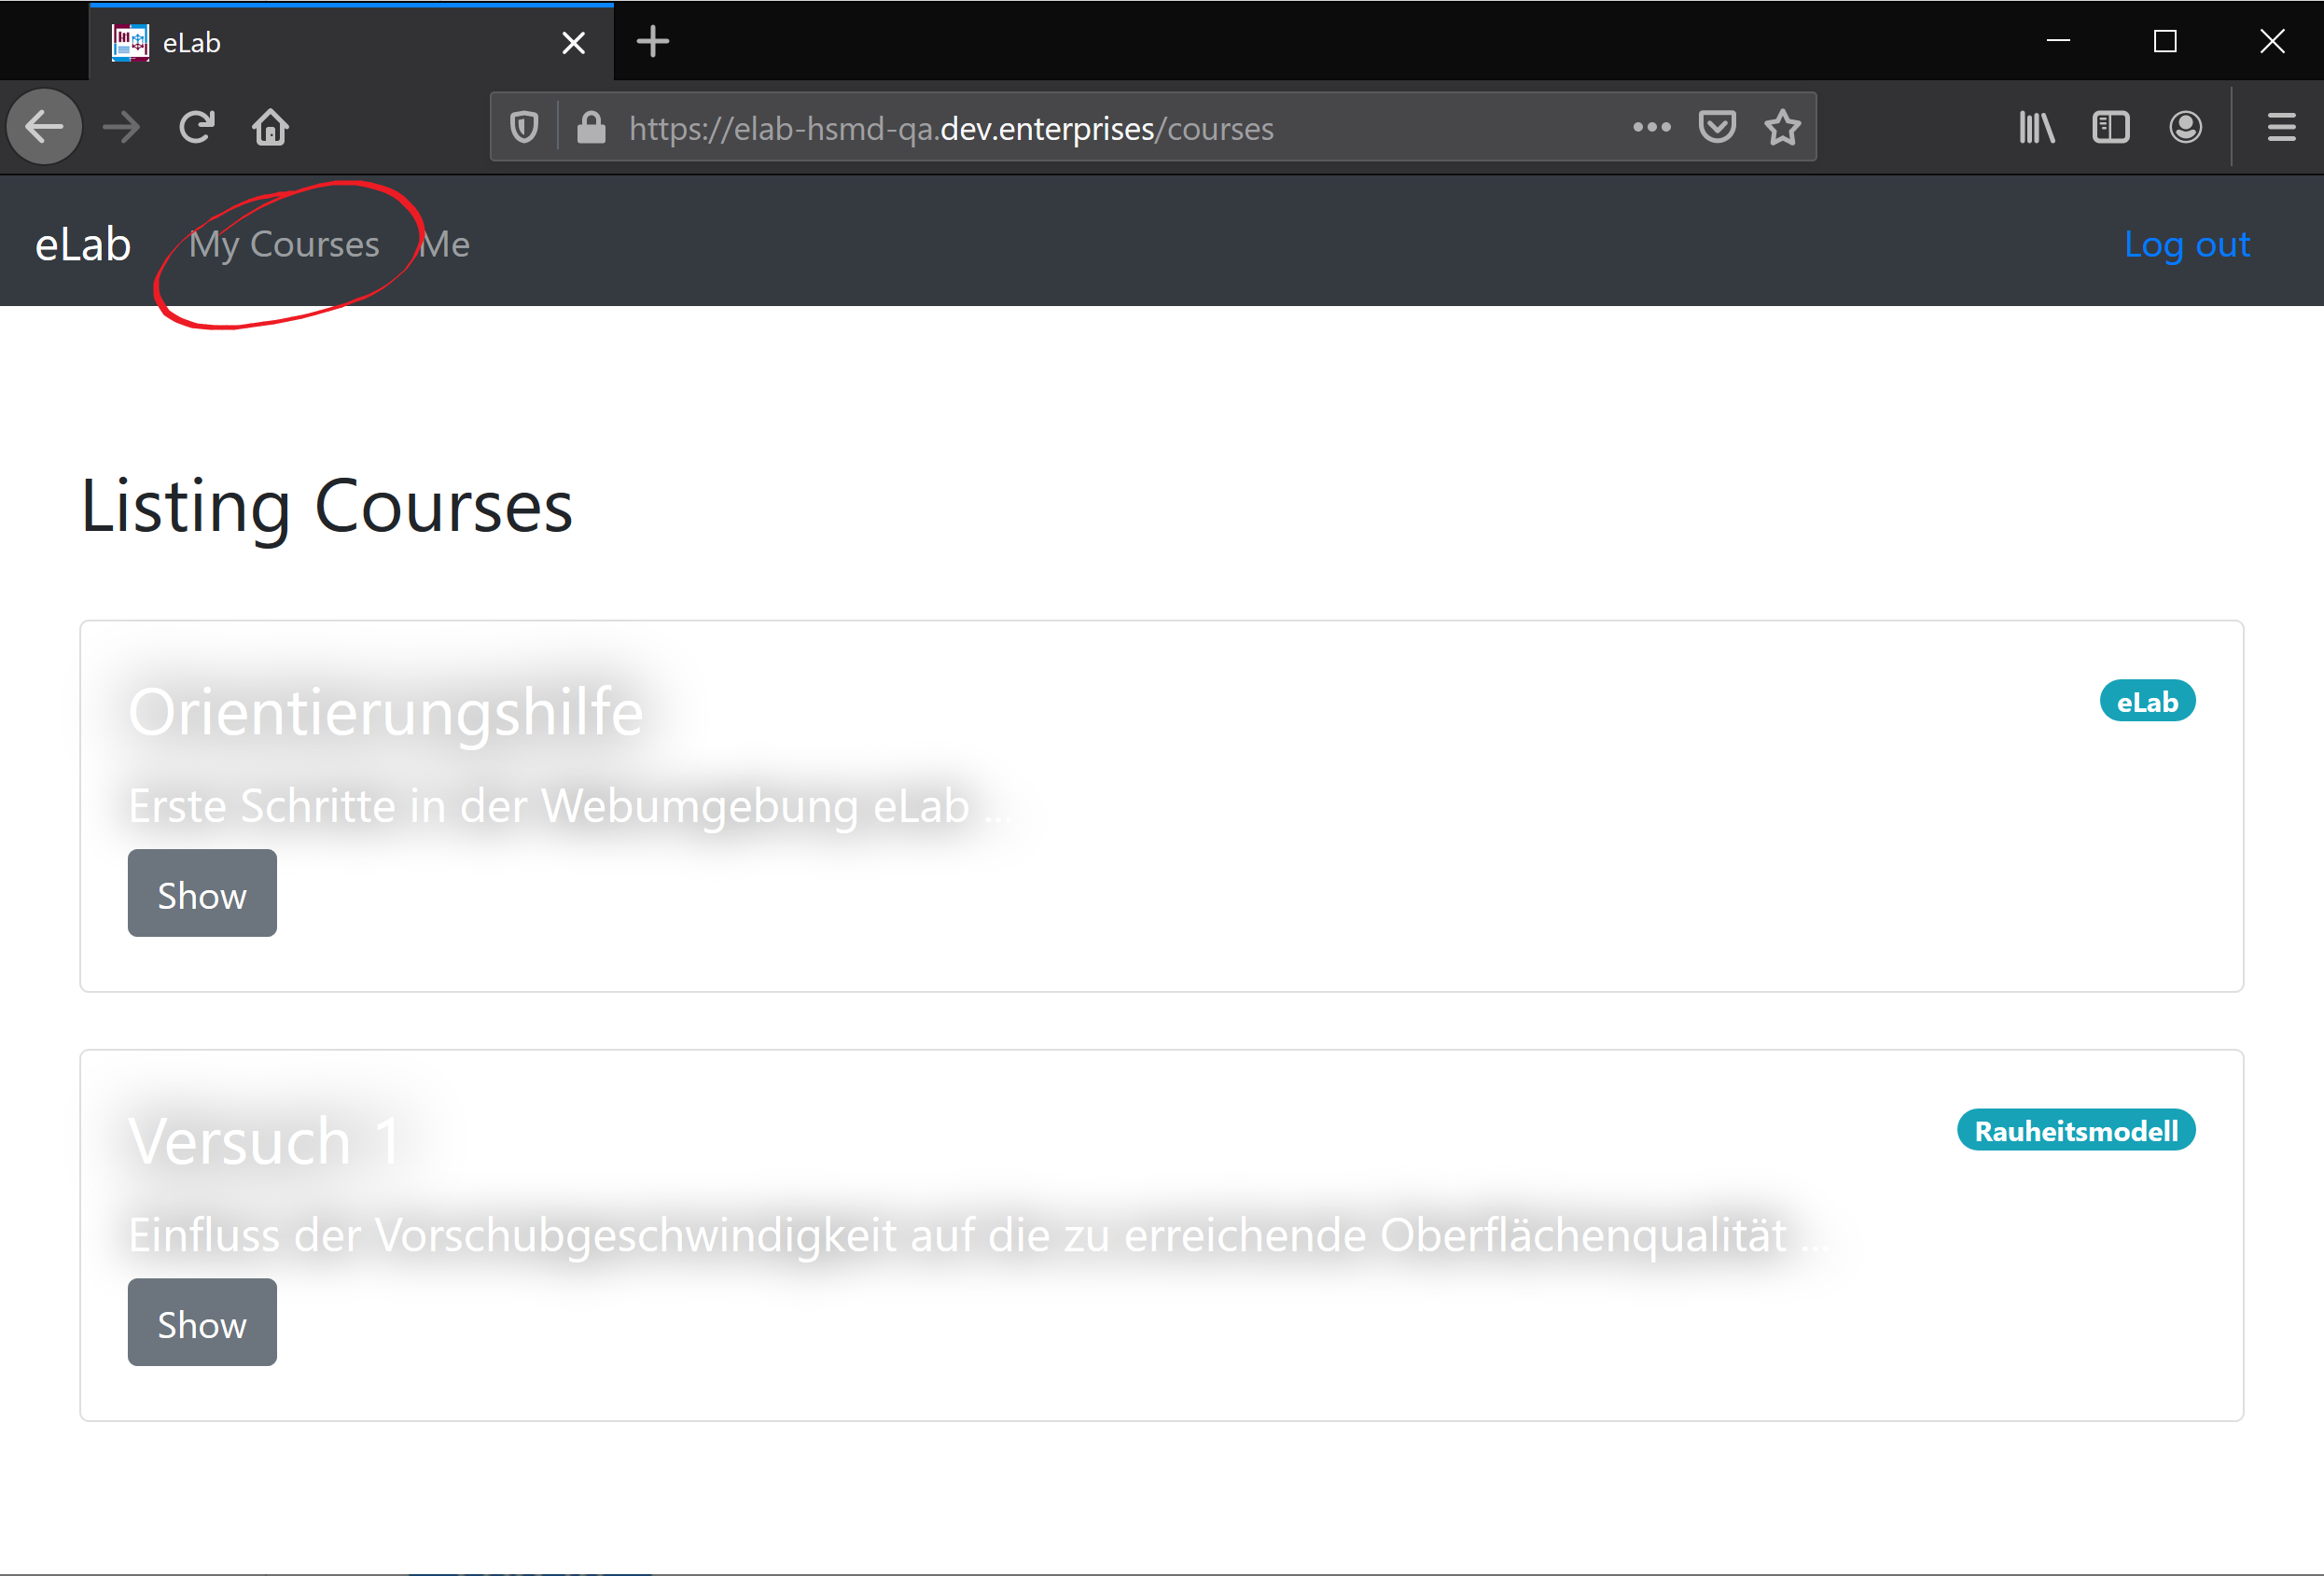 eLab
https://elab-hsmd-qa.dev.enterprises/courses
eLab My Courses Me Log out
Listing Courses
Orientierungshilfe
eLab
Erste Schritte in der Webumgebung eLab ...
Show
Versuch 1
Rauheitsmodell
Einfluss der Vorschubgeschwindigkeit auf die zu erreichende Oberflächenqualität ...
Show